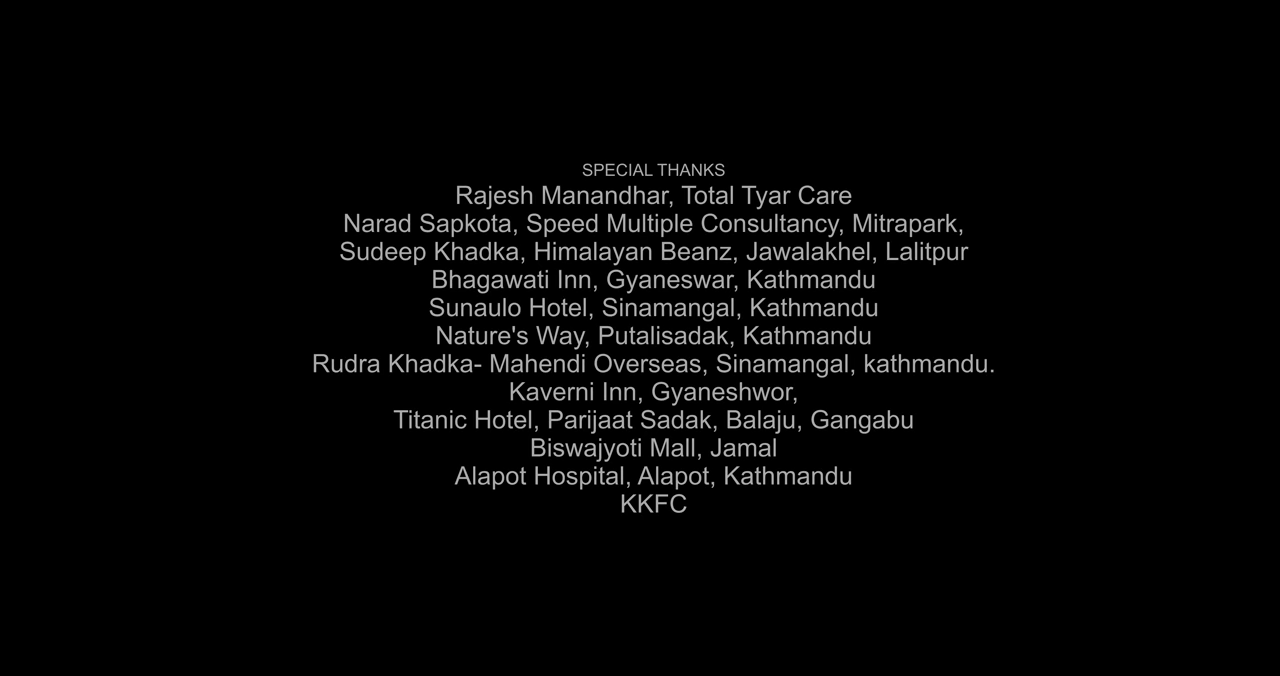 SPECIAL THANKS
Rajesh Manandhar, Total Tyar Care
Narad Sapkota, Speed Multiple Consultancy, Mitrapark,
Sudeep Khadka, Himalayan Beanz, Jawalakhel, Lalitpur
Bhagawati Inn, Gyaneswar, Kathmandu
Sunaulo Hotel, Sinamangal, Kathmandu
Nature's Way, Putalisadak, Kathmandu
Rudra Khadka- Mahendi Overseas, Sinamangal, kathmandu.
Kaverni Inn, Gyaneshwor,
Titanic Hotel, Parijaat Sadak, Balaju, Gangabu
Biswajyoti Mall, Jamal
Alapot Hospital, Alapot, Kathmandu
KKFC